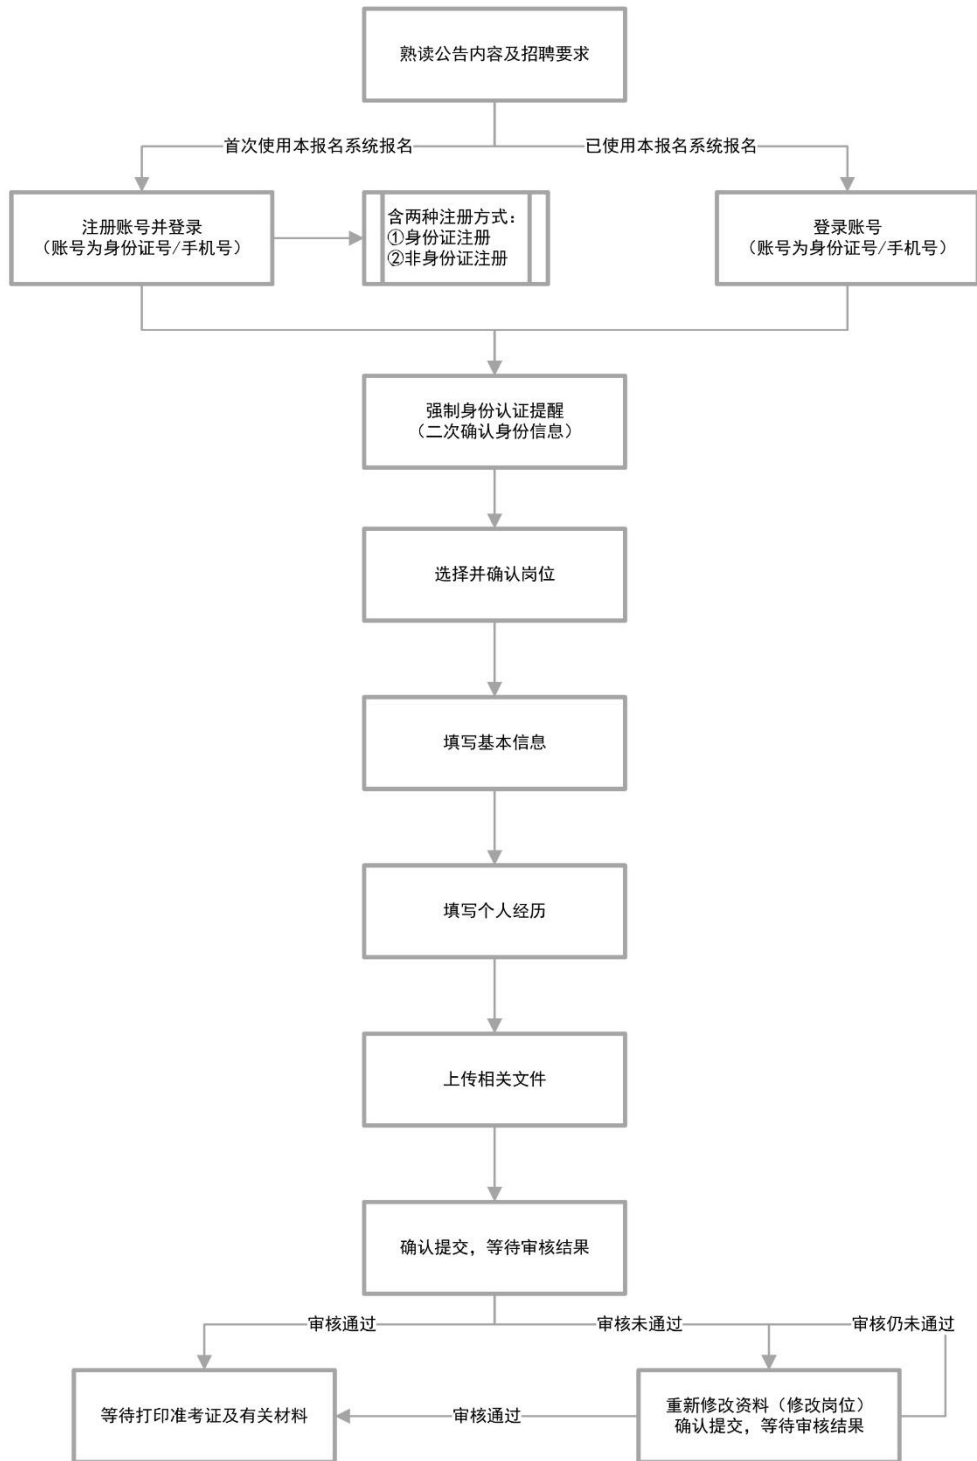 熟读公告内容及招聘要求
首次使用本报名系统报名
已使用本报名系统报名
注册账号并登录
（账号为身份证号/手机号）
含两种注册方式：
①身份证注册
②非身份证注册
登录账号
（账号为身份证号/手机号）
强制身份认证提醒
（二次确认身份信息）
选择并确认岗位
填写基本信息
填写个人经历
上传相关文件
确认提交，等待审核结果
审核通过
审核未通过
审核仍未通过
等待打印准考证及有关材料
审核通过
重新修改资料（修改岗位）
确认提交，等待审核结果